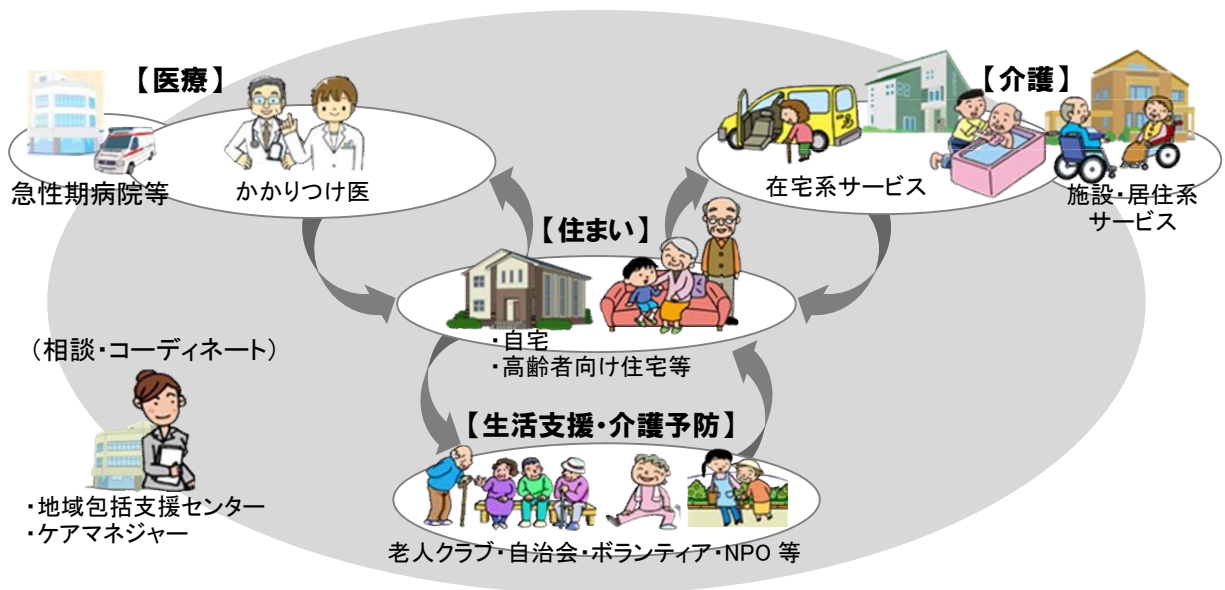 【医療】
急性期病院等
かかりつけ医
【介護】
在宅系サービス
施設・居住系
サービス
【住まい】
・自宅
・高齢者向け住宅等
(相談・コーディネート)
・地域包括支援センター
・ケアマネジャー
【生活支援・介護予防】
老人クラブ・自治会・ボランティア・NPO 等